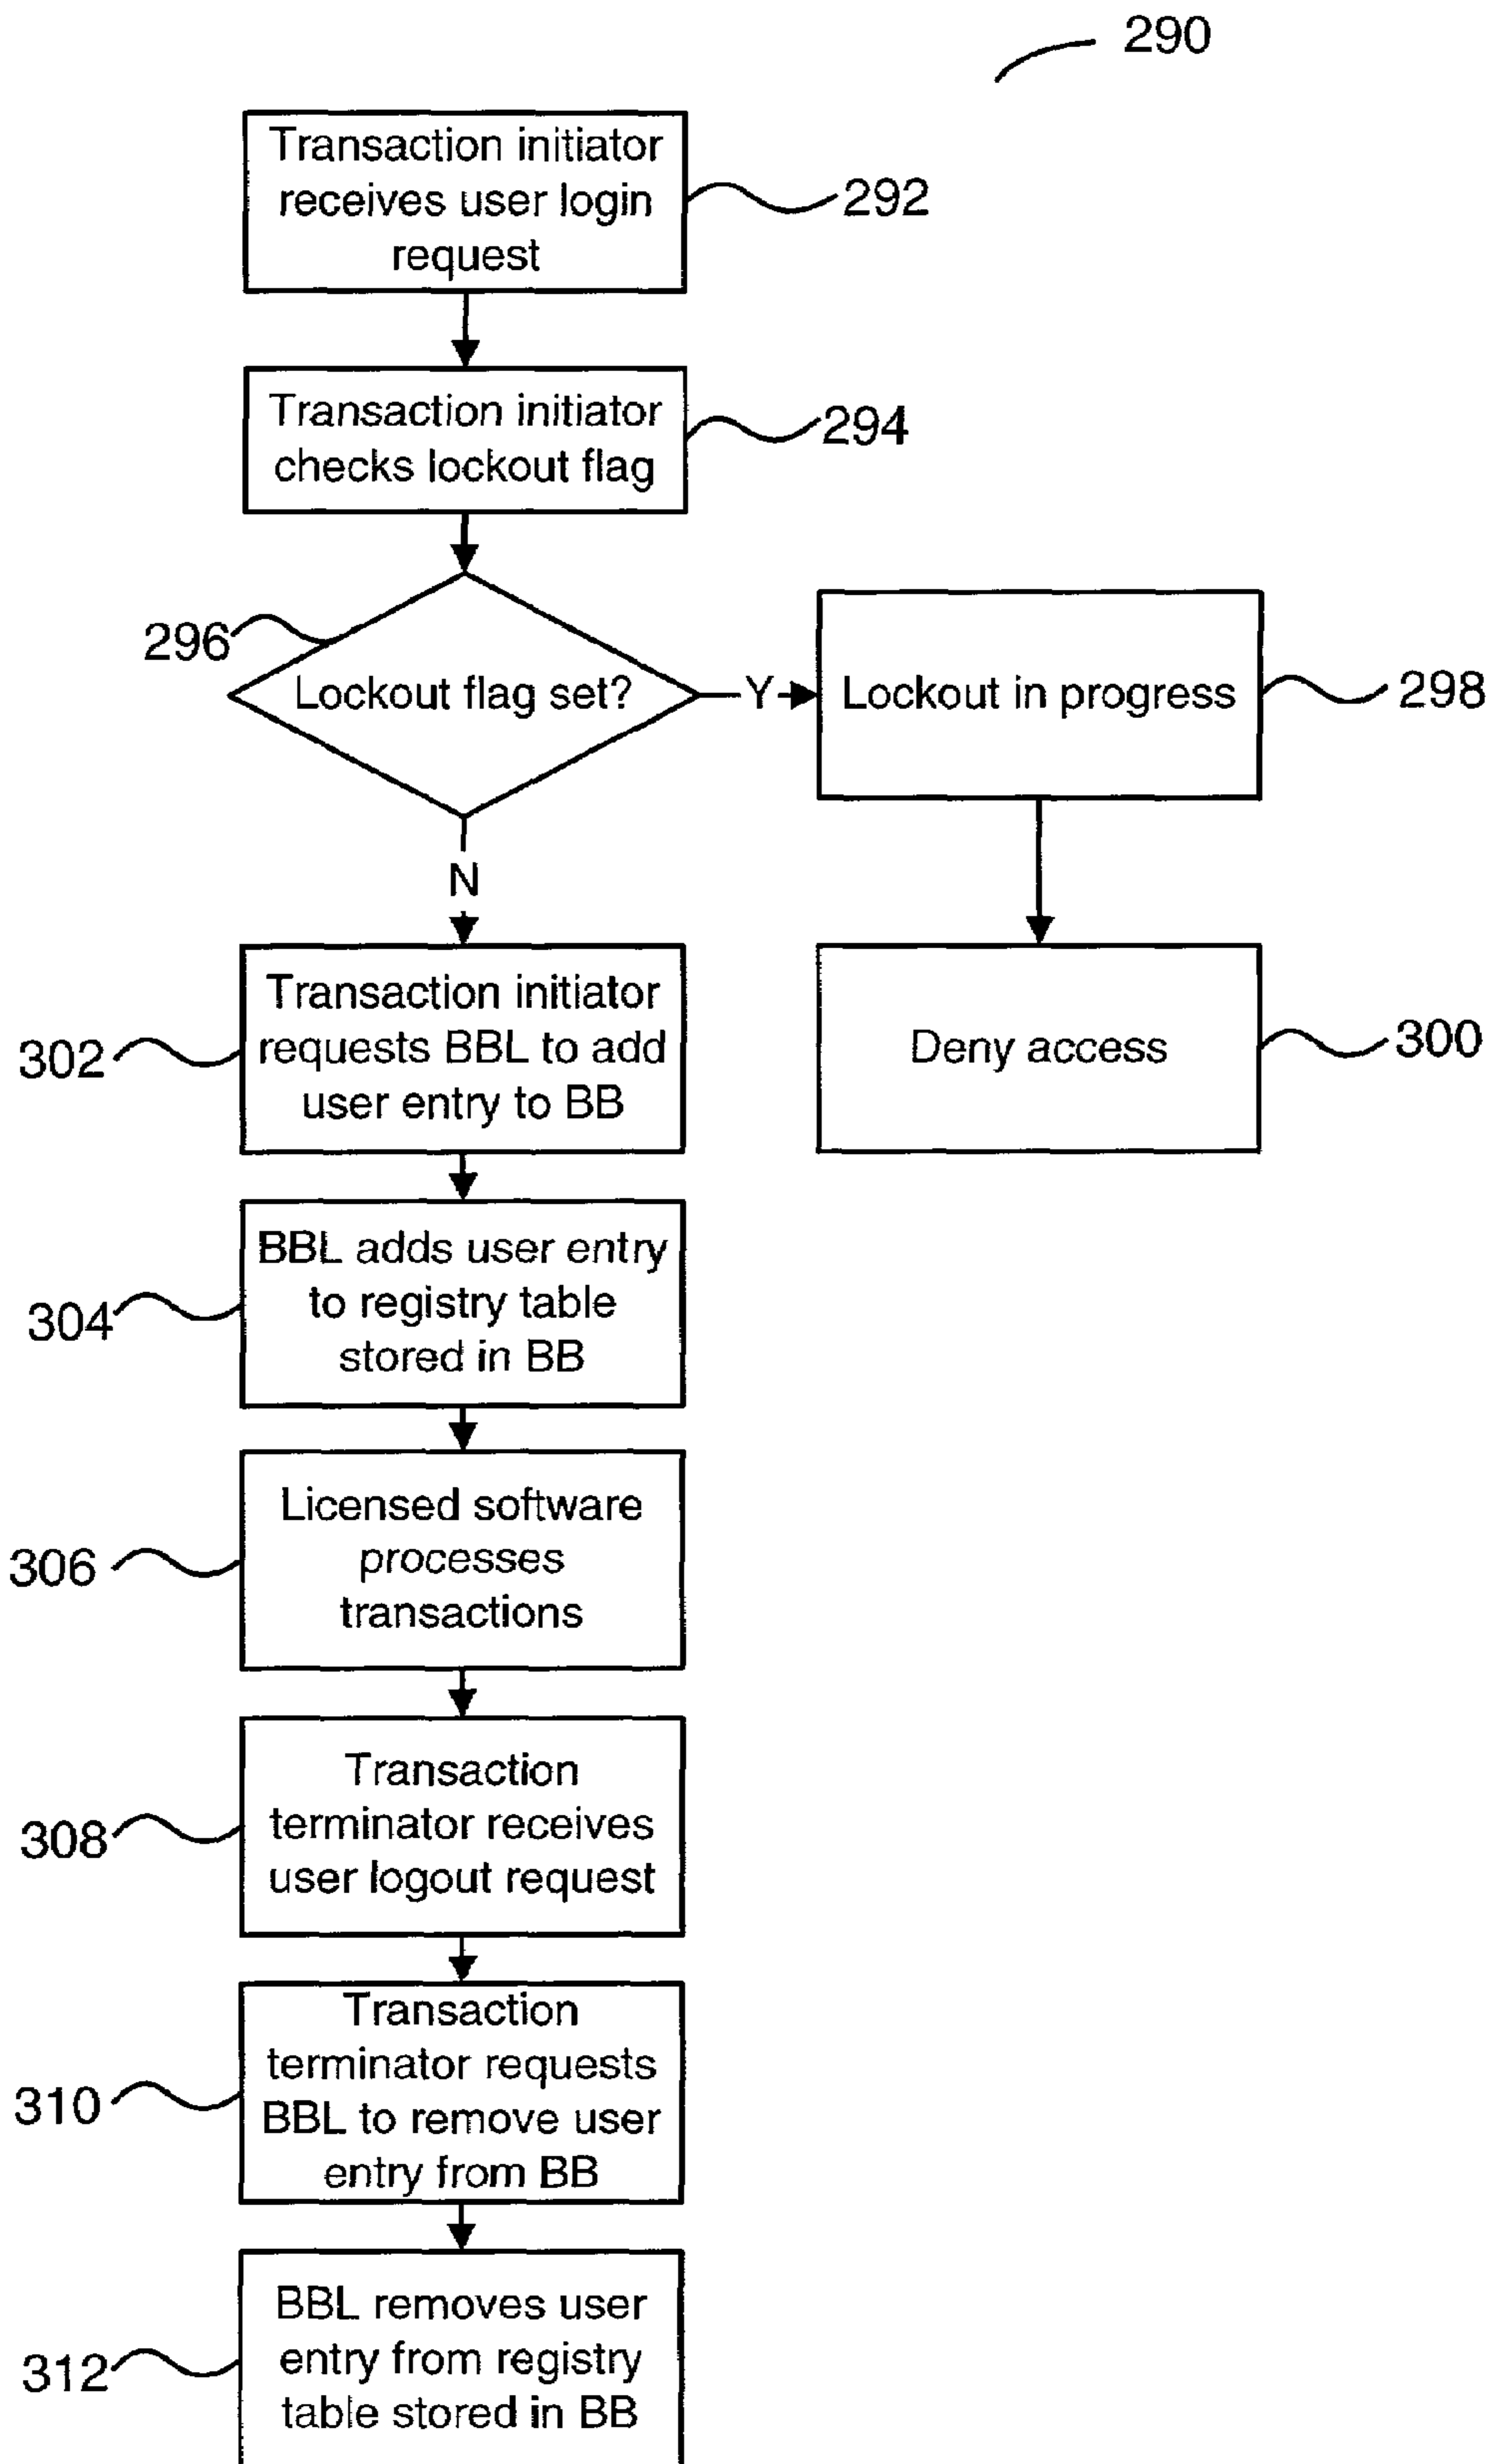 290
Transaction initiator
receives user login
request
292
Transaction initiator
checks lockout flag
294
296
Lockout flag set?
Y
Lockout in progress
298
N
Transaction initiator
requests BBL to add
user entry to BB
302
Deny access
300
BBL adds user entry
to registry table
stored in BB
304
Licensed software
processes
transactions
306
Transaction
terminator receives
user logout request
308
Transaction
terminator requests
BBL to remove user
entry from BB
310
BBL removes user
entry from registry
table stored in BB
312